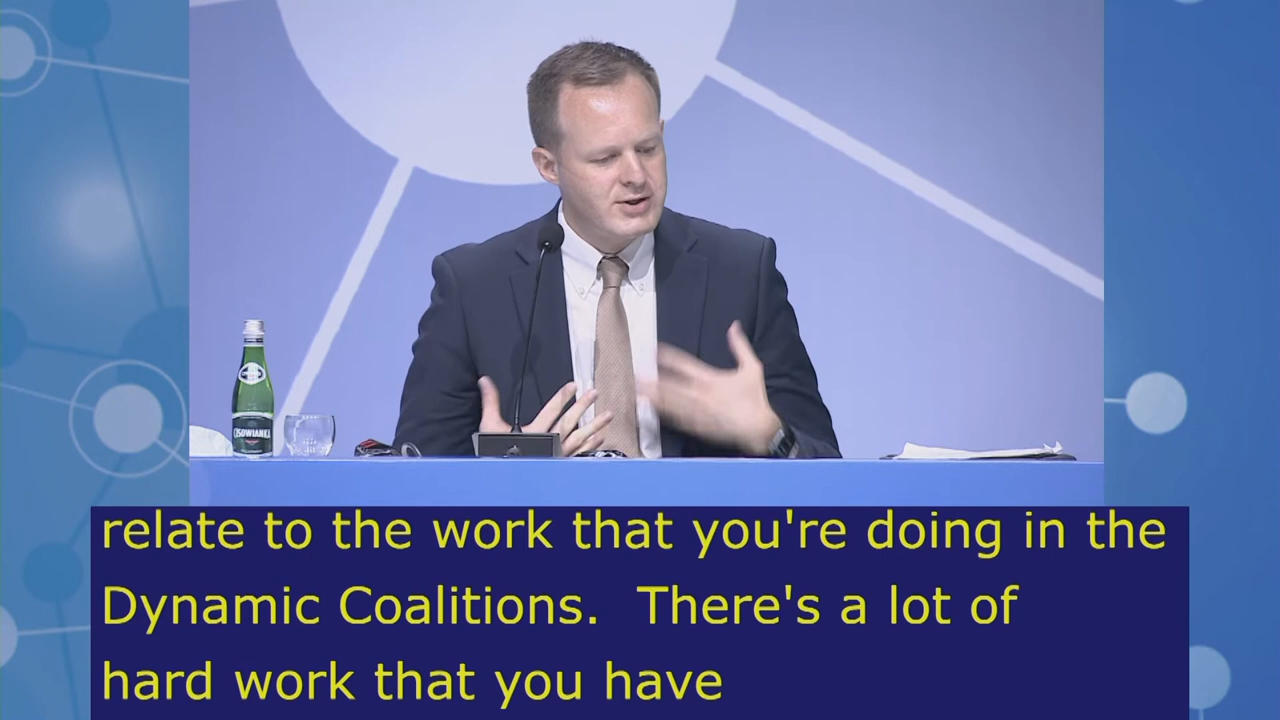 CISOWIANKA
relate to the work that you're doing in the
Dynamic Coalitions.  There's a lot of
hard work that you have